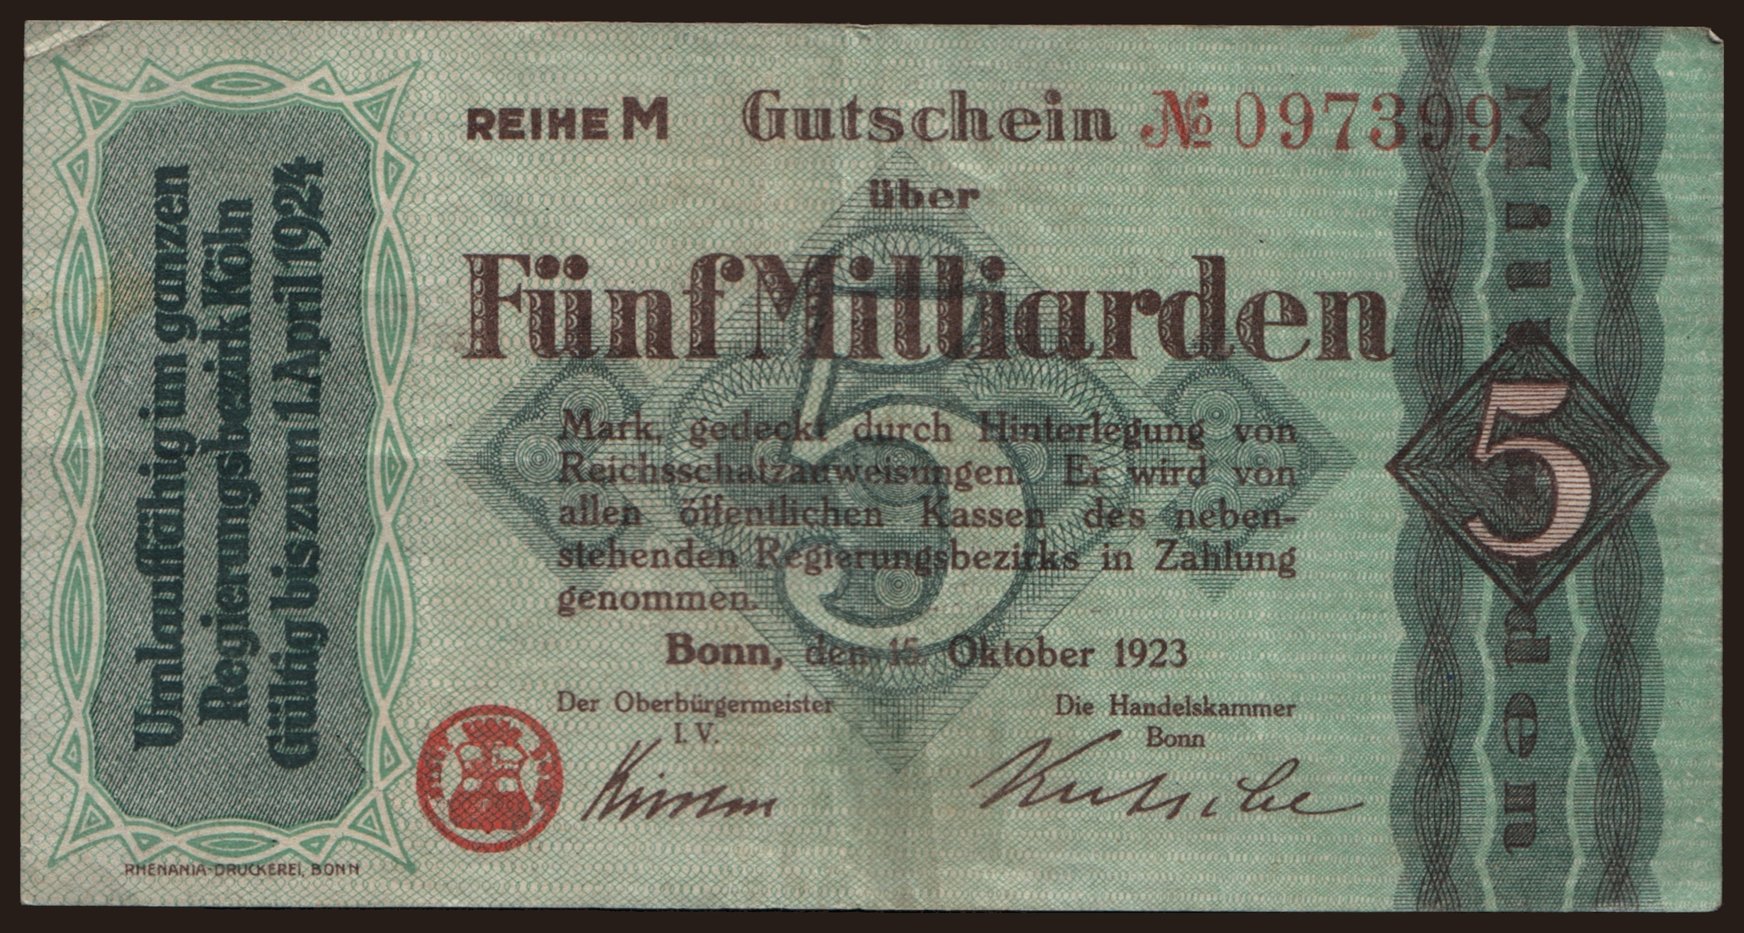 Umlauffähig im ganzen
Regierungsbezirk Köln
Gültig bis zum 1. April 1924
REIHE M Gutschein № 097399
über
Fünf Milliarden
Mark, gedeckt durch Hinterlegung von
Reichsschatzanweisungen. Er wird von
allen öffentlichen Kassen des neben-
stehenden Regierungsbezirks in Zahlung
genommen.
Bonn, den 15. Oktober 1923
Der Oberbürgermeister
I. V.
Die Handelskammer
Bonn
5
Milliarden
5
RHENANIA-DRUCKEREI, BONN